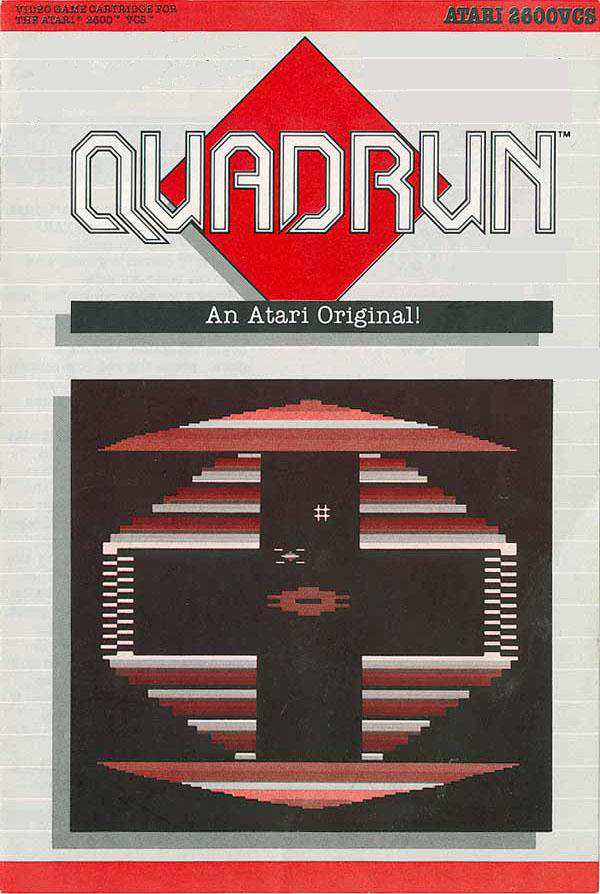 VIDEO GAME CARTRIDGE FOR
THE ATARI® 2600™ VCS™
ATARI 2600VCS
QUADRUN™
An Atari Original!